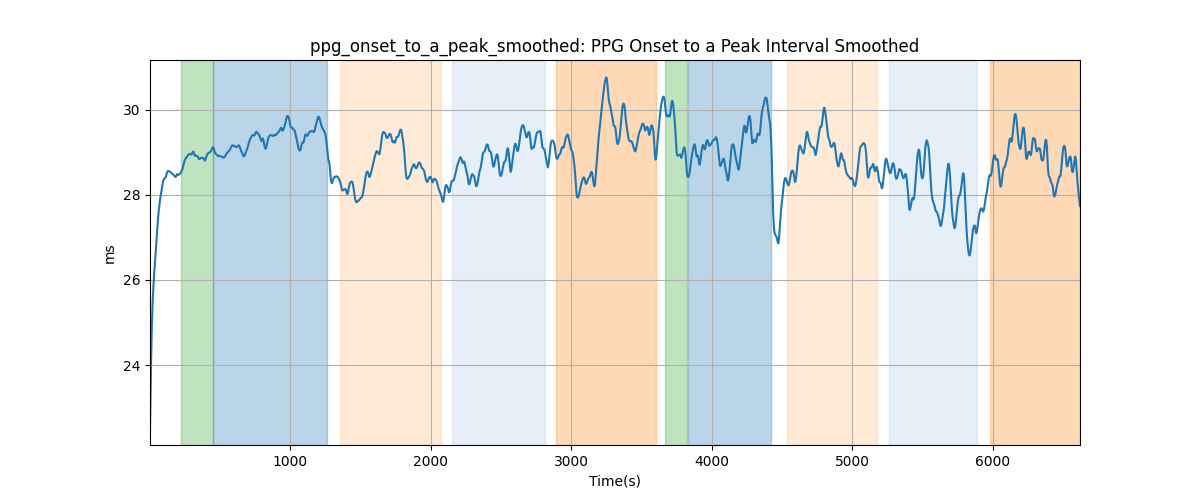 ppg_onset_to_a_peak_smoothed: PPG Onset to a Peak Interval Smoothed
30
28
26
24
ms
1000 2000 3000 4000 5000 6000
Time(s)